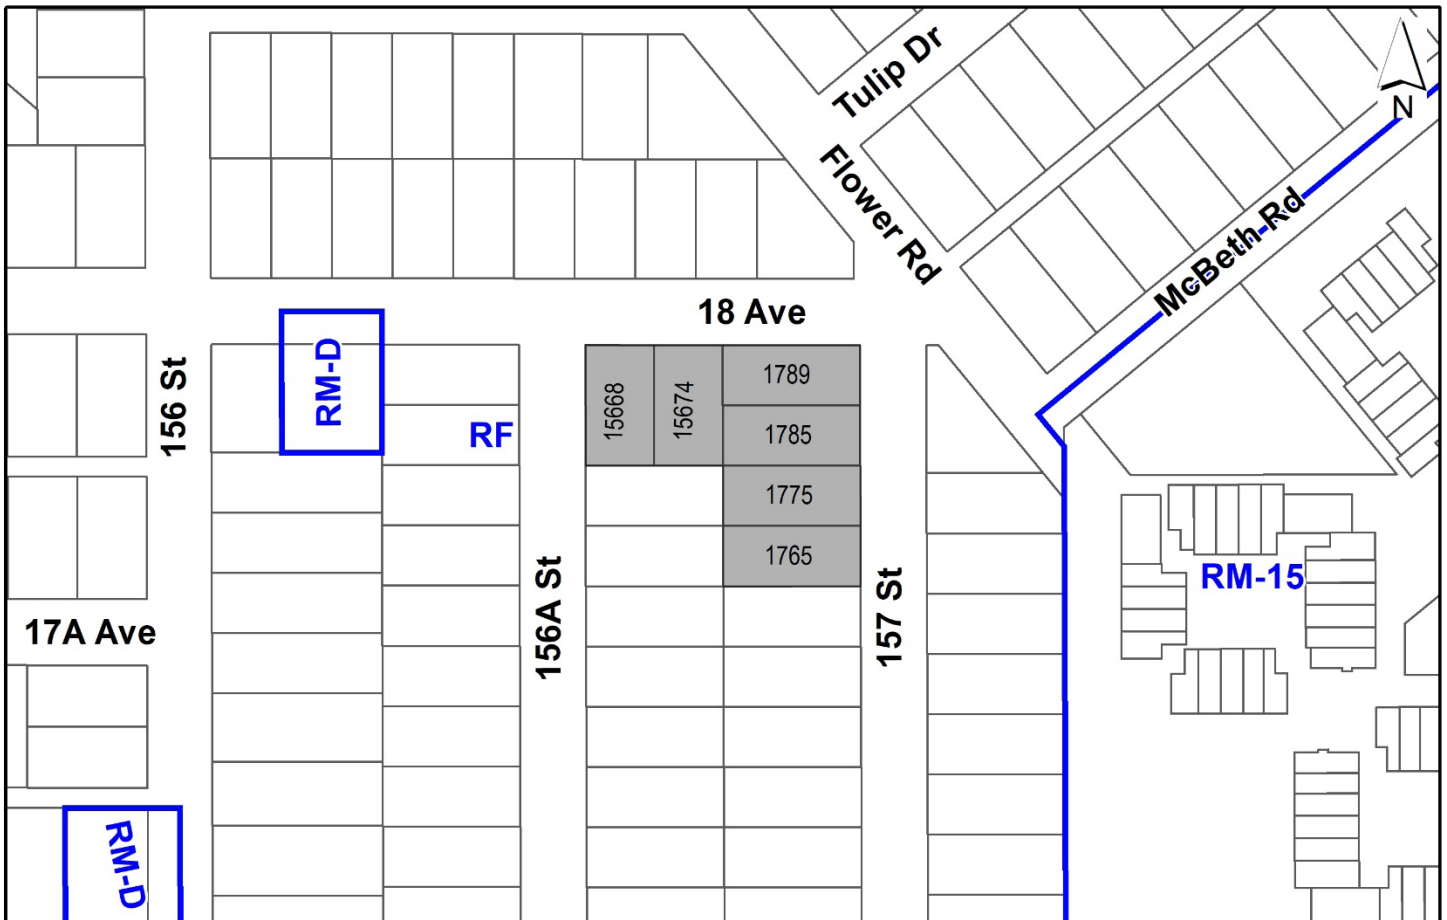 Tulip Dr
N
Flower Rd
McBeth Rd
18 Ave
156 St
RM-D
RF
15668
15674
1789
1785
1775
1765
156A St
157 St
RM-15
17A Ave
RM-D